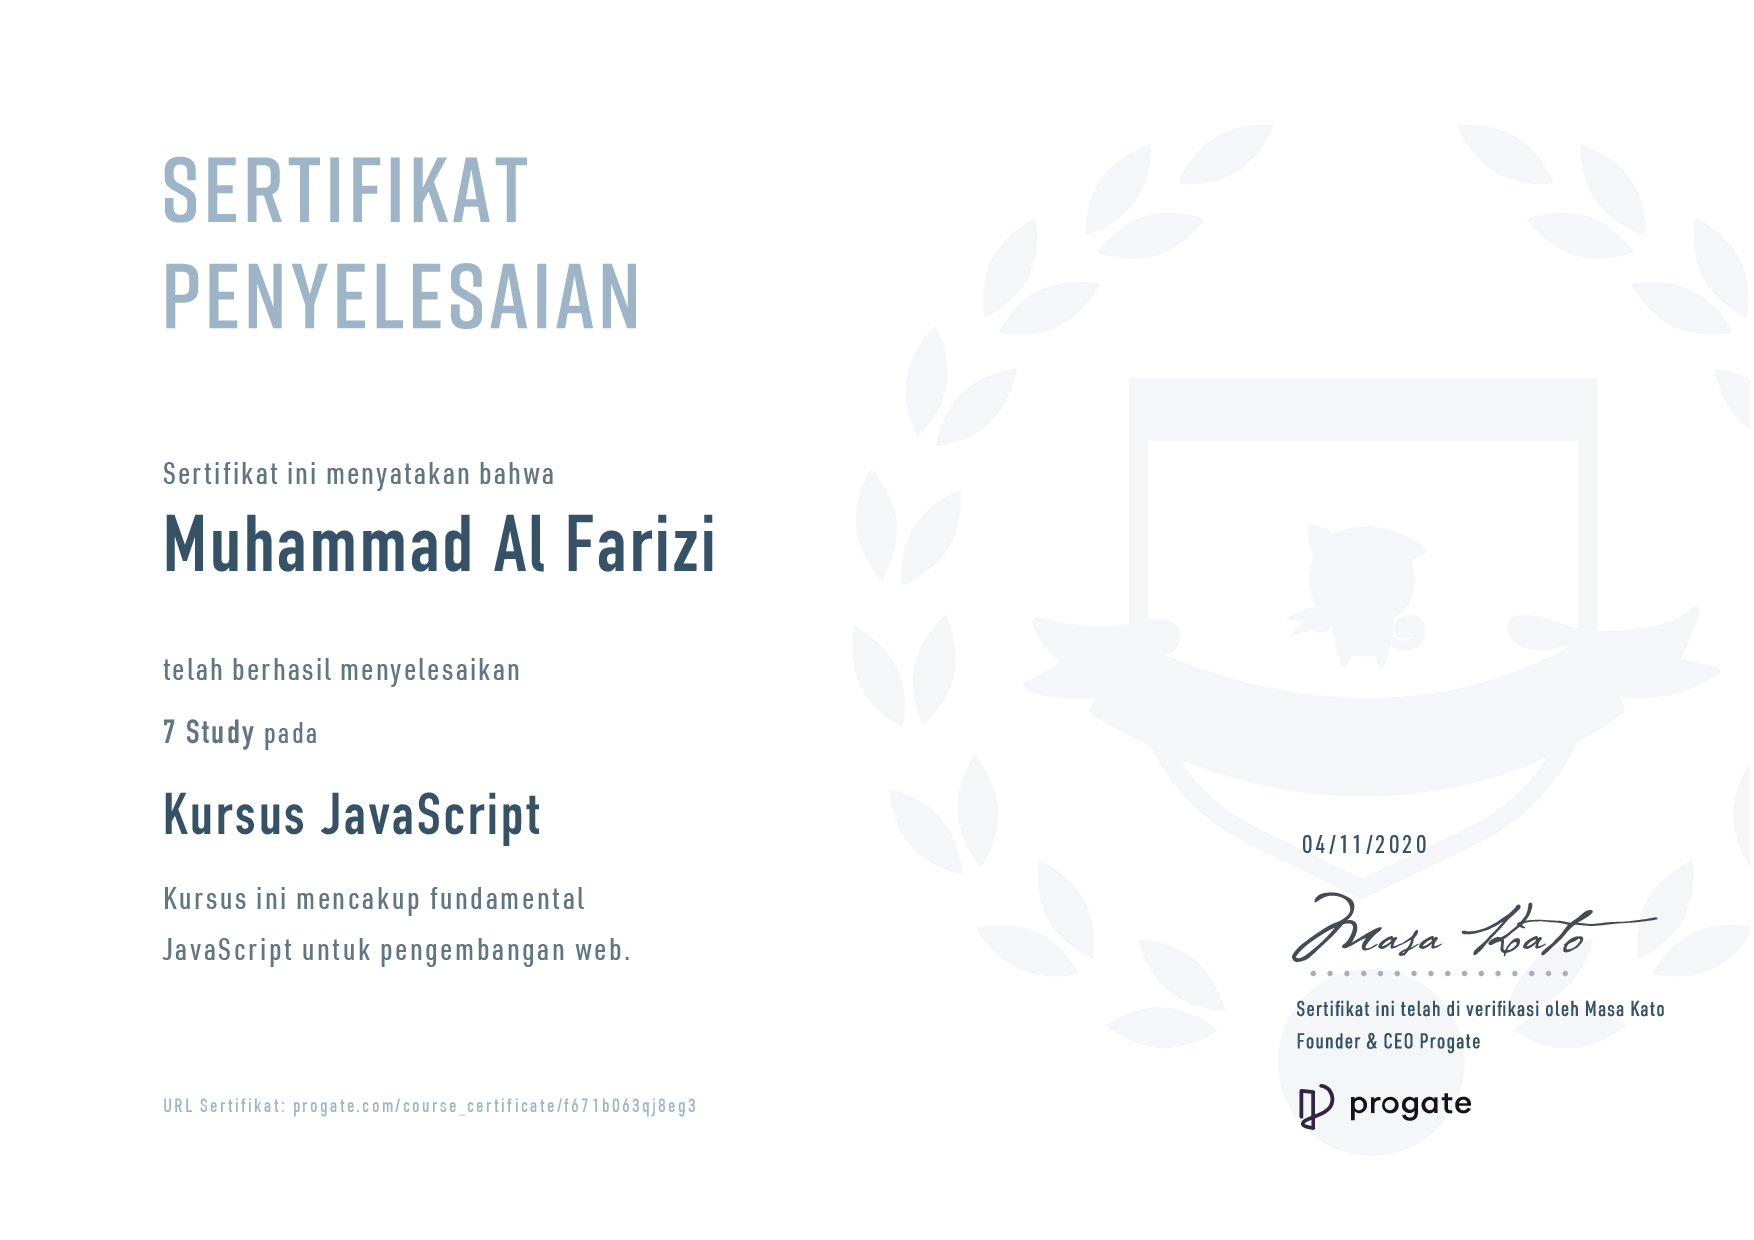 SERTIFIKAT
PENYELESAIAN
Sertifikat ini menyatakan bahwa
Muhammad Al Farizi
telah berhasil menyelesaikan
7 Study pada
Kursus JavaScript
Kursus ini mencakup fundamental
JavaScript untuk pengembangan web.
URL Sertifikat: progate.com/course_certificate/f671b063qj8eg3
04/11/2020
Masa Kato
Sertifikat ini telah di verifikasi oleh Masa Kato
Founder & CEO Progate
progate